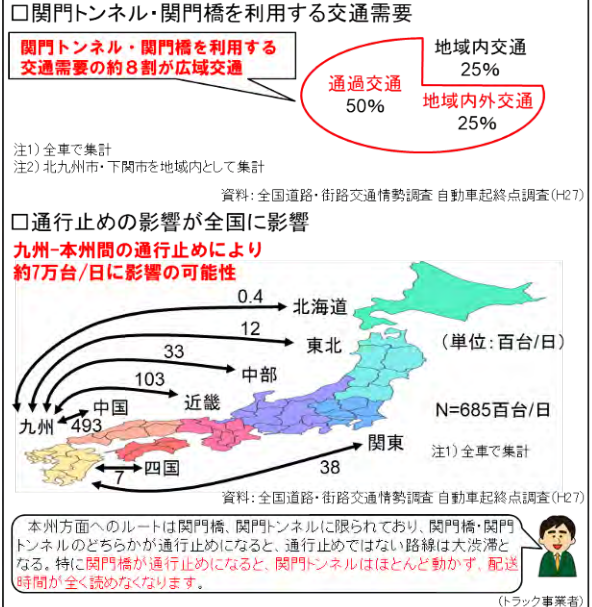 □関門トンネル・関門橋を利用する交通需要
関門トンネル・関門橋を利用する
交通需要の約8割が広域交通
地域内交通
25%
通過交通
50%
地域内外交通
25%
注1) 全車で集計
注2) 北九州市・下関市を地域内として集計
資料: 全国道路・街路交通情勢調査 自動車起終点調査(H27)
□通行止めの影響が全国に影響
九州-本州間の通行止めにより
約7万台/日に影響の可能性
0.4
北海道
12
東北
(単位: 百台/日)
33
中部
103
近畿
中国
九州
493
N=685百台/日
関東
注1) 全車で集計
四国
7
38
資料: 全国道路・街路交通情勢調査 自動車起終点調査(H27)
本州方面へのルートは関門橋、関門トンネルに限られており、関門橋・関門
トンネルのどちらかが通行止めになると、通行止めではない路線は大渋滞と
なる。特に関門橋が通行止めになると、関門トンネルはほとんど動かず、配送
時間が全く読めなくなります。
(トラック事業者)